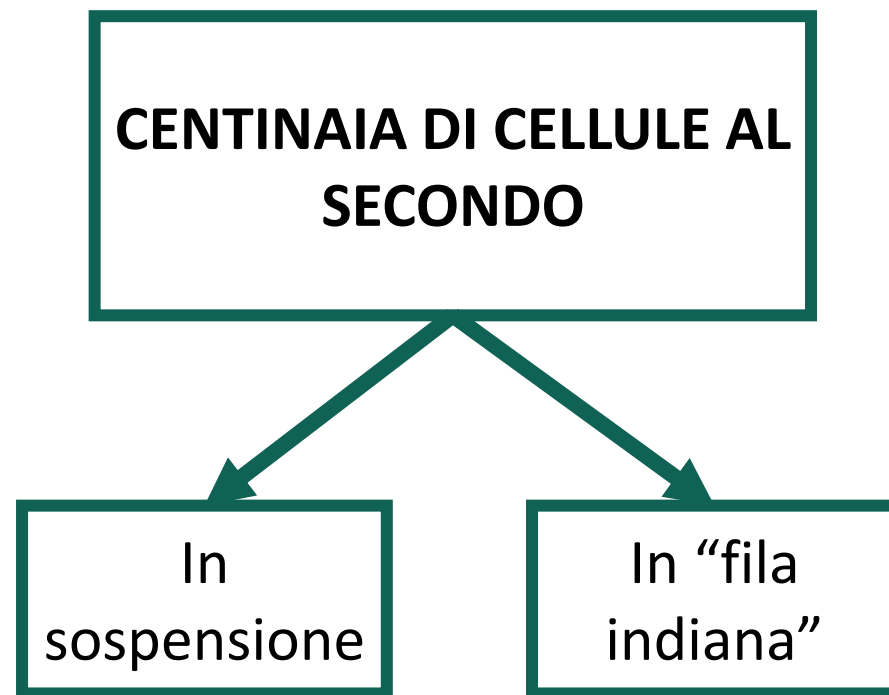 CENTINAIA DI CELLULE AL
SECONDO
In
sospensione
In “fila
indiana”